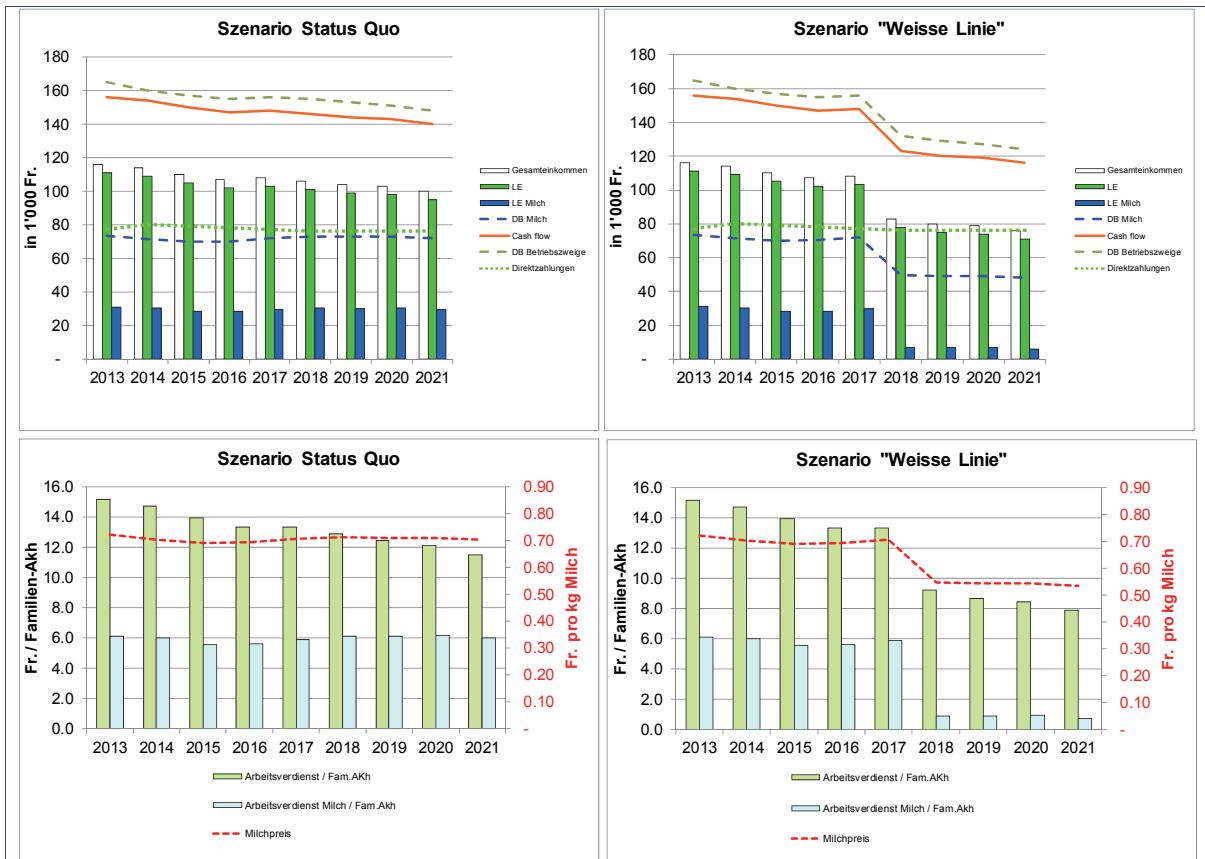 Szenario Status Quo
180
160
140
120
100
80
60
40
20
-
in 1'000 Fr.
2013 2014 2015 2016 2017 2018 2019 2020 2021
Gesamteinkommen
LE
LE Milch
DB Milch
Cash flow
DB Betriebszweige
Direktzahlungen
Szenario "Weisse Linie"
180
160
140
120
100
80
60
40
20
-
in 1'000 Fr.
2013 2014 2015 2016 2017 2018 2019 2020 2021
Gesamteinkommen
LE
LE Milch
DB Milch
Cash flow
DB Betriebszweige
Direktzahlungen
Szenario Status Quo
16.0
14.0
12.0
10.0
8.0
6.0
4.0
2.0
0.0
Fr. / Familien-Akh
0.90
0.80
0.70
0.60
0.50
0.40
0.30
0.20
0.10
-
Fr. pro kg Milch
2013 2014 2015 2016 2017 2018 2019 2020 2021
Arbeitsverdienst / Fam.AKh
Arbeitsverdienst Milch / Fam.Akh
Milchpreis
Szenario "Weisse Linie"
16.0
14.0
12.0
10.0
8.0
6.0
4.0
2.0
0.0
Fr. / Familien-Akh
0.90
0.80
0.70
0.60
0.50
0.40
0.30
0.20
0.10
-
Fr. pro kg Milch
2013 2014 2015 2016 2017 2018 2019 2020 2021
Arbeitsverdienst / Fam.AKh
Arbeitsverdienst Milch / Fam.Akh
Milchpreis